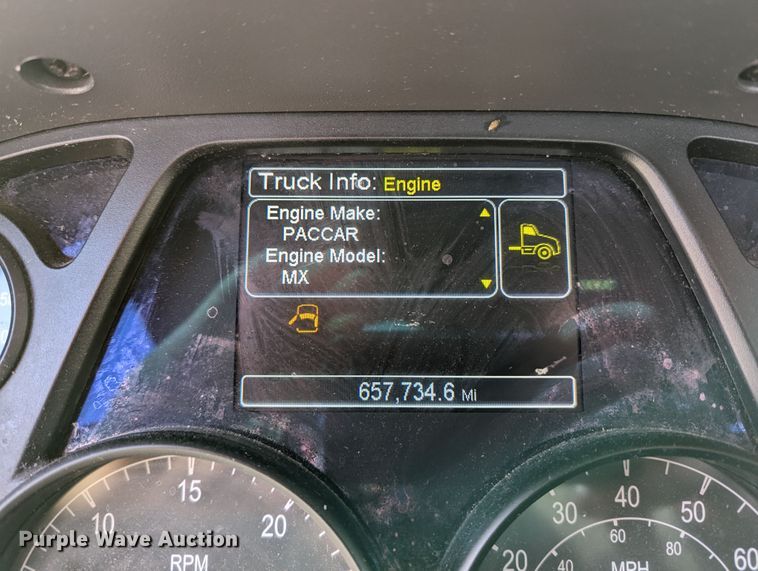 Truck Info: Engine
Engine Make:
PACCAR
Engine Model:
MX
657,734.6 MI
10 15 20
RPM
20 30 40 50 60
40 60 80
MPH
Purple Wave Auction